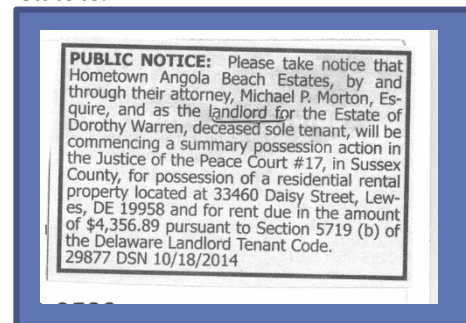 PUBLIC NOTICE: Please take notice that
Hometown Angola Beach Estates, by and
through their attorney, Michael P. Morton, Es-
quire, and as the landlord for the Estate of
Dorothy Warren, deceased sole tenant, will be
commencing a summary possession action in
the Justice of the Peace Court #17, in Sussex
County, for possession of a residential rental
property located at 33460 Daisy Street, Lew-
es, DE 19958 and for rent due in the amount
of $4,356.89 pursuant to Section 5719 (b) of
the Delaware Landlord Tenant Code.
29877 DSN 10/18/2014